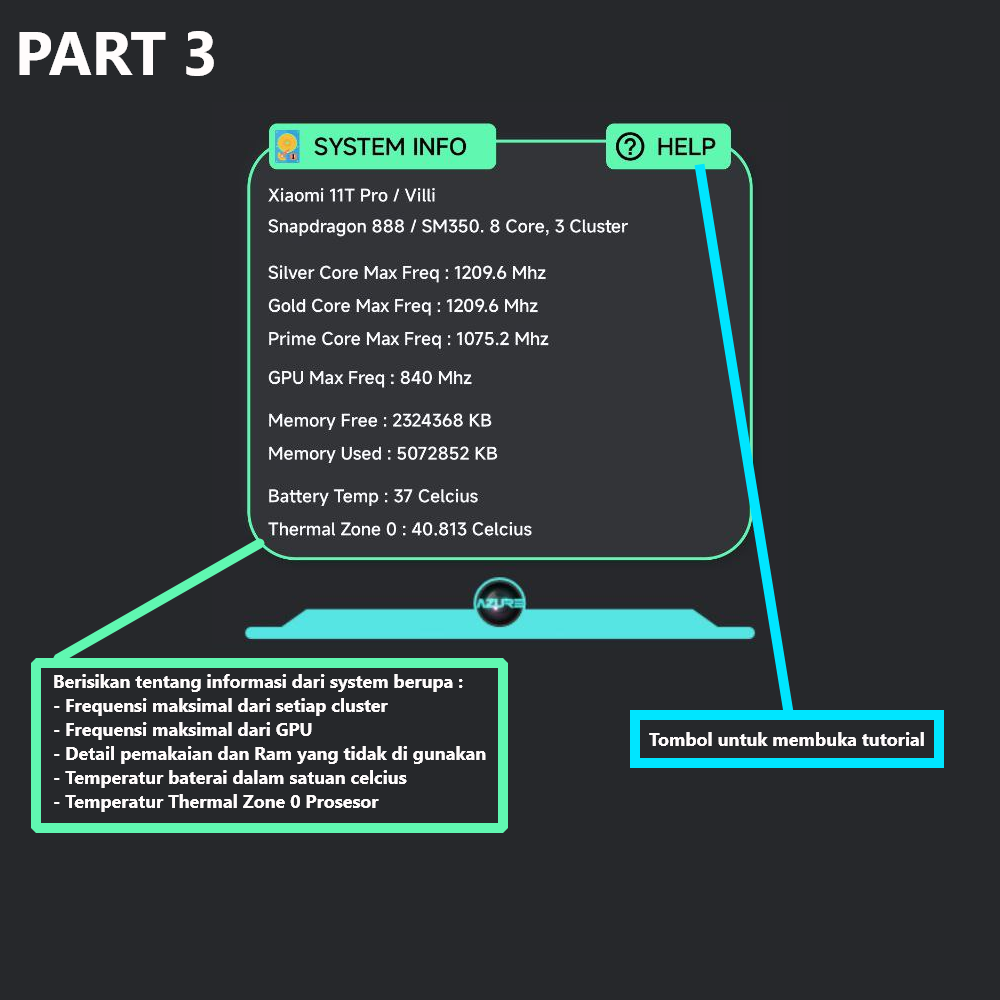 PART 3
SYSTEM INFO
? HELP
Xiaomi 11T Pro / Villi
Snapdragon 888 / SM350. 8 Core, 3 Cluster
Silver Core Max Freq : 1209.6 Mhz
Gold Core Max Freq : 1209.6 Mhz
Prime Core Max Freq : 1075.2 Mhz
GPU Max Freq : 840 Mhz
Memory Free : 2324368 KB
Memory Used : 5072852 KB
Battery Temp : 37 Celcius
Thermal Zone 0 : 40.813 Celcius
AZURE
Berisikan tentang informasi dari system berupa :
- Frequensi maksimal dari setiap cluster
- Frequensi maksimal dari GPU
- Detail pemakaian dan Ram yang tidak di gunakan
- Temperatur baterai dalam satuan celcius
- Temperatur Thermal Zone 0 Prosesor
Tombol untuk membuka tutorial